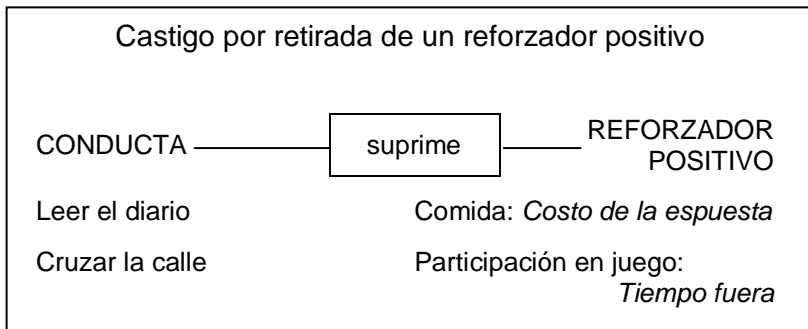 Castigo por retirada de un reforzador positivo
CONDUCTA suprime REFORZADOR
POSITIVO
Leer el diario Comida: Costo de la espuesta
Cruzar la calle Participación en juego:
Tiempo fuera